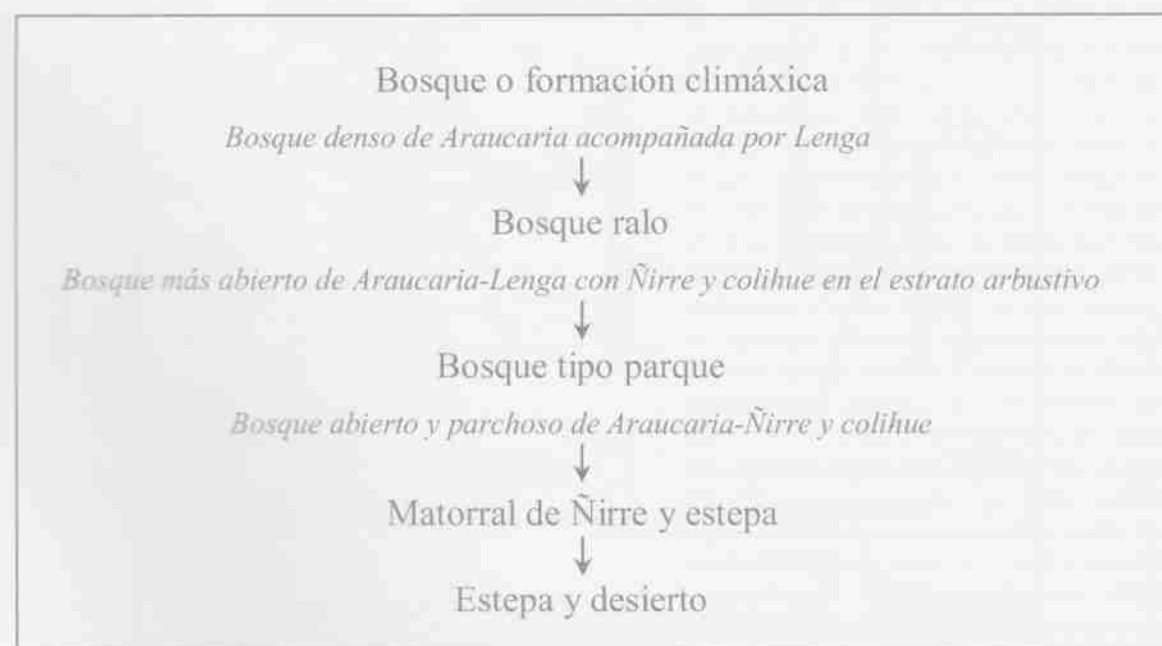 Bosque o formación climáxica
Bosque denso de Araucaria acompañada por Lenga
Bosque ralo
Bosque más abierto de Araucaria-Lenga con Ñirre y colihue en el estrato arbustivo
Bosque tipo parque
Bosque abierto y parchoso de Araucaria-Ñirre y colihue
Matorral de Ñirre y estepa
Estepa y desierto